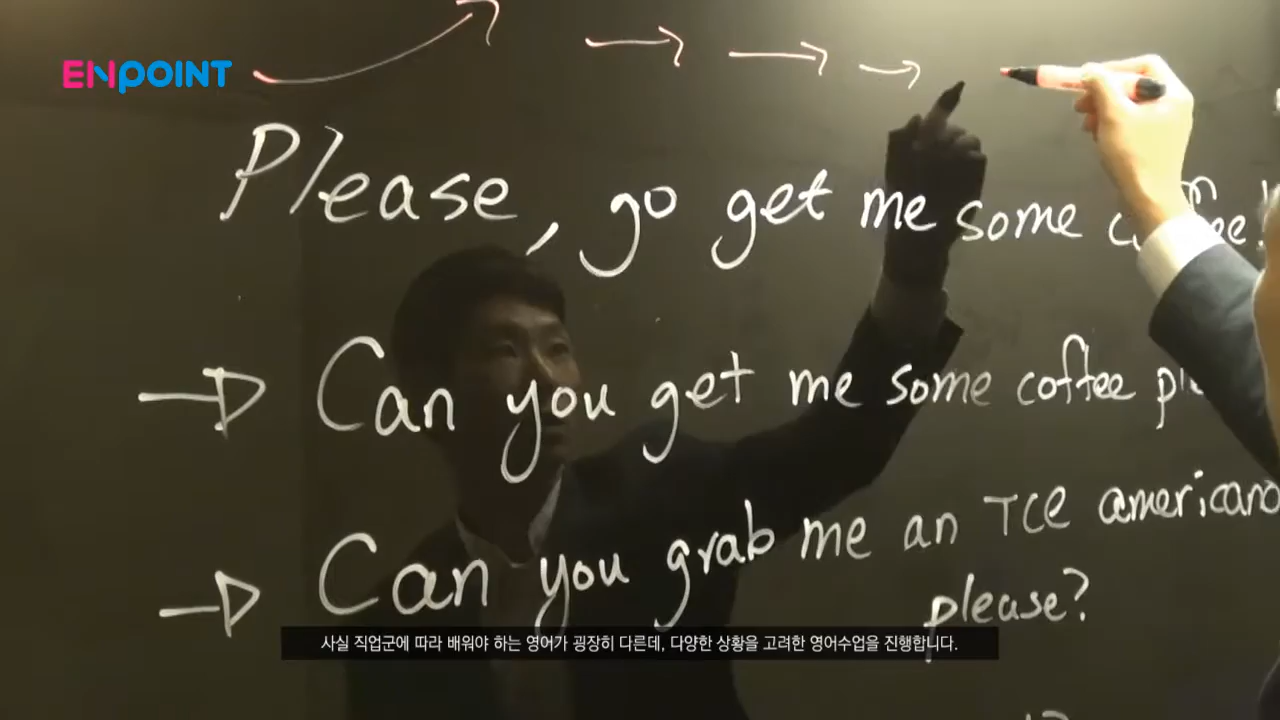 ENPOINT
Please, go get me some
Can you get me some coffee
Can you grab me an ICE americano
please?
사실 직업군에 따라 배워야 하는 영어가 굉장히 다른데, 다양한 상황을 고려한 영어수업을 진행합니다.